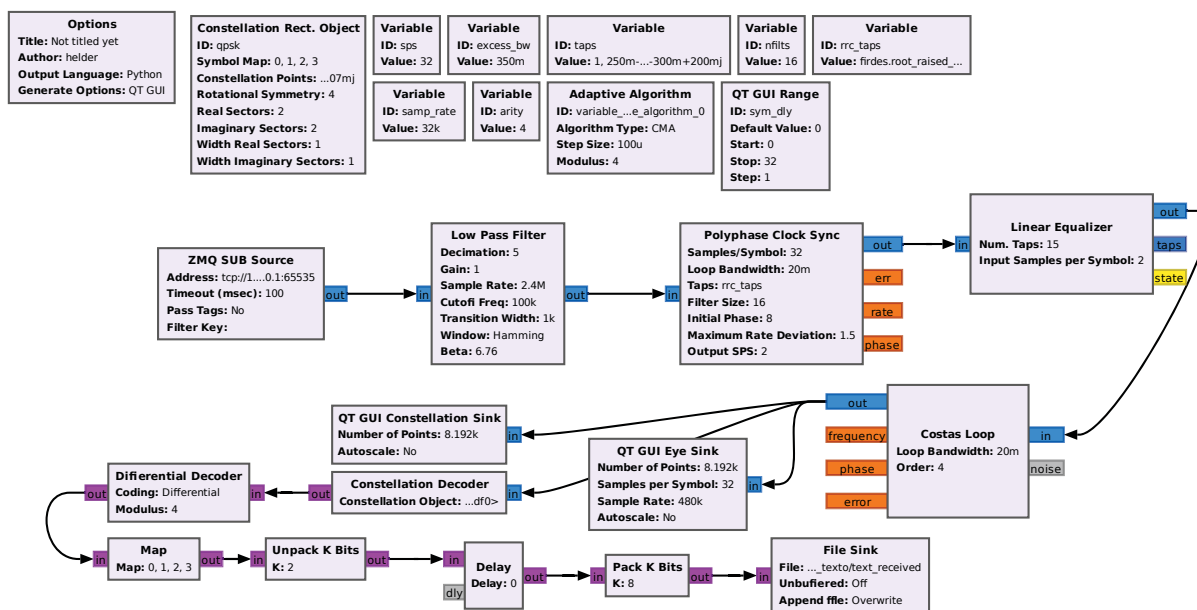 Options
Title: Not titled yet
Author: helder
Output Language: Python
Generate Options: QT GUI
Constellation Rect. Object
ID: qpsk
Symbol Map: 0, 1, 2, 3
Constellation Points: ...07mj
Rotational Symmetry: 4
Real Sectors: 2
Imaginary Sectors: 2
Width Real Sectors: 1
Width Imaginary Sectors: 1
Variable
ID: sps
Value: 32
Variable
ID: excess_bw
Value: 350m
Variable
ID: taps
Value: 1, 250m-...-300m+200mj
Variable
ID: nfilts
Value: 16
Variable
ID: rrc_taps
Value: firdes.root_raised_...
Variable
ID: samp_rate
Value: 32k
Variable
ID: arity
Value: 4
Adaptive Algorithm
ID: variable_...e_algorithm_0
Algorithm Type: CMA
Step Size: 100u
Modulus: 4
QT GUI Range
ID: sym_dly
Default Value: 0
Start: 0
Stop: 32
Step: 1
ZMQ SUB Source
Address: tcp://1....0.1:65535
Timeout (msec): 100
Pass Tags: No
Filter Key:
out
in
Low Pass Filter
Decimation: 5
Gain: 1
Sample Rate: 2.4M
Cutofi Freq: 100k
Transition Width: 1k
Window: Hamming
Beta: 6.76
out
in
Polyphase Clock Sync
Samples/Symbol: 32
Loop Bandwidth: 20m
Taps: rrc_taps
Filter Size: 16
Initial Phase: 8
Maximum Rate Deviation: 1.5
Output SPS: 2
out
err
rate
phase
in
Linear Equalizer
Num. Taps: 15
Input Samples per Symbol: 2
out
taps
state
out
frequency
phase
error
Costas Loop
Loop Bandwidth: 20m
Order: 4
in
noise
QT GUI Constellation Sink
Number of Points: 8.192k
Autoscale: No
in
QT GUI Eye Sink
Number of Points: 8.192k
Samples per Symbol: 32
Sample Rate: 480k
Autoscale: No
in
out
Difierential Decoder
Coding: Differential
Modulus: 4
in
out
Constellation Decoder
Constellation Object: ...df0>
in
in
Map
Map: 0, 1, 2, 3
out
in
Unpack K Bits
K: 2
out
in
dly
Delay
Delay: 0
out
in
Pack K Bits
K: 8
out
in
File Sink
File: ..._texto/text_received
Unbufiered: Off
Append ffle: Overwrite